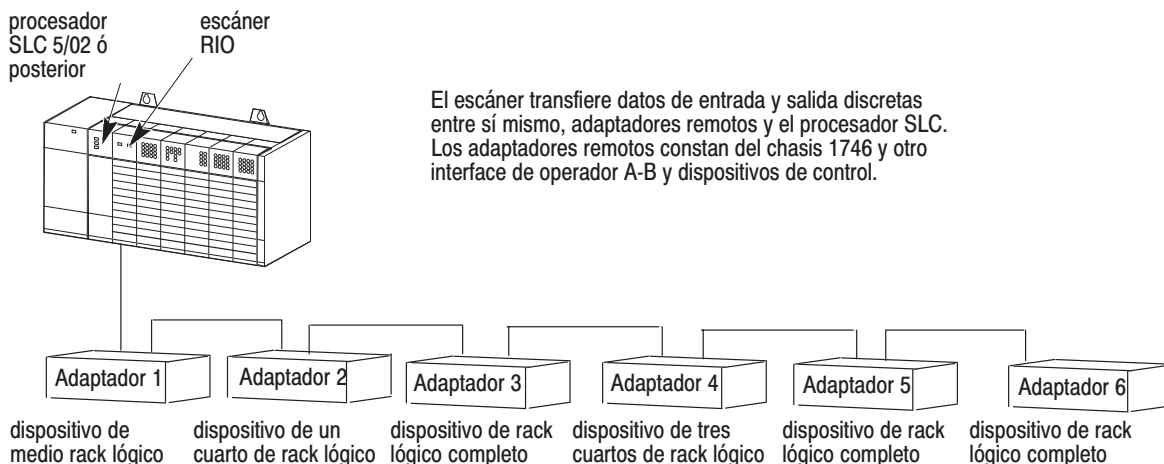 procesador
SLC 5/02 ó
posterior
escáner
RIO
El escáner transfiere datos de entrada y salida discretas
entre sí mismo, adaptadores remotos y el procesador SLC.
Los adaptadores remotos constan del chasis 1746 y otro
interface de operador A-B y dispositivos de control.
Adaptador 1
Adaptador 2
Adaptador 3
Adaptador 4
Adaptador 5
Adaptador 6
dispositivo de
medio rack lógico
dispositivo de un
cuarto de rack lógico
dispositivo de rack
lógico completo
dispositivo de tres
cuartos de rack lógico
dispositivo de rack
lógico completo
dispositivo de rack
lógico completo